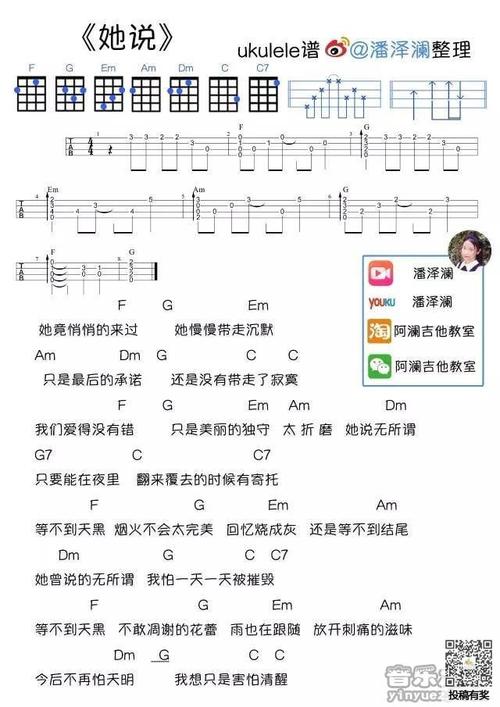 《她说》 ukulele谱 @潘泽澜整理
F G Em Am Dm C C7
F G
Em Am G
F G
潘泽澜
YOUKU 潘泽澜
淘 阿澜吉他教室
阿澜吉他教室
F G Em
她竟悄悄的来过 她慢慢带走沉默
Am Dm G C C
只是最后的承诺 还是没有带走了寂寞
F G Em Am Dm
我们爱得没有错 只是美丽的独守 太 折 磨 她说无所谓
G7 C C7
只要能在夜里 翻来覆去的时候有寄托
F G Em Am
等不到天黑 烟火不会太完美 回忆烧成灰 还是等不到结尾
Dm G C C7
她曾说的无所谓 我怕一天一天被摧毁
F G Em Am
等不到天黑 不敢凋谢的花蕾 雨也在跟随 放开刺痛的滋味
Dm G C C
今后不再怕天明 我想只是害怕清醒
投稿有奖